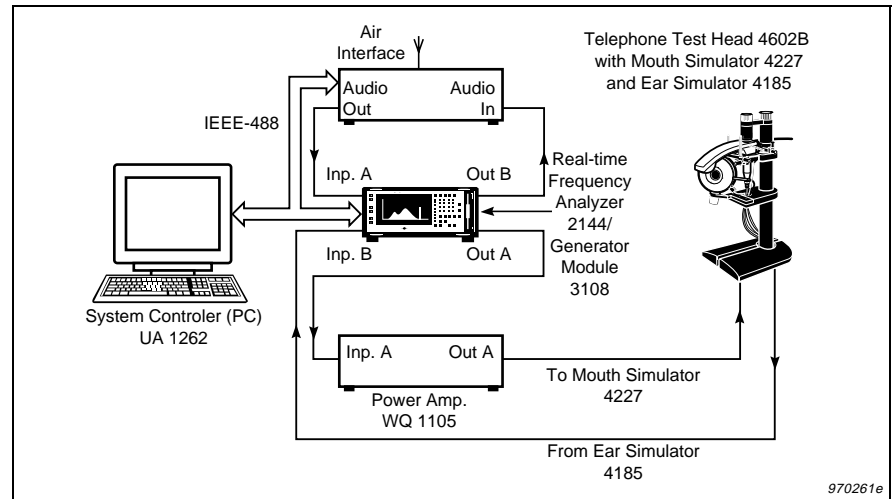 Air
Interface
Audio
Out
Audio
In
Telephone Test Head 4602B
with Mouth Simulator 4227
and Ear Simulator 4185
IEEE-488
Inp. A
Out B
Real-time
Frequency
Analyzer
2144/
Generator
Module
3108
Inp. B
Out A
System Controler (PC)
UA 1262
Inp. A
Out A
Power Amp.
WQ 1105
To Mouth Simulator
4227
From Ear Simulator
4185
970261e